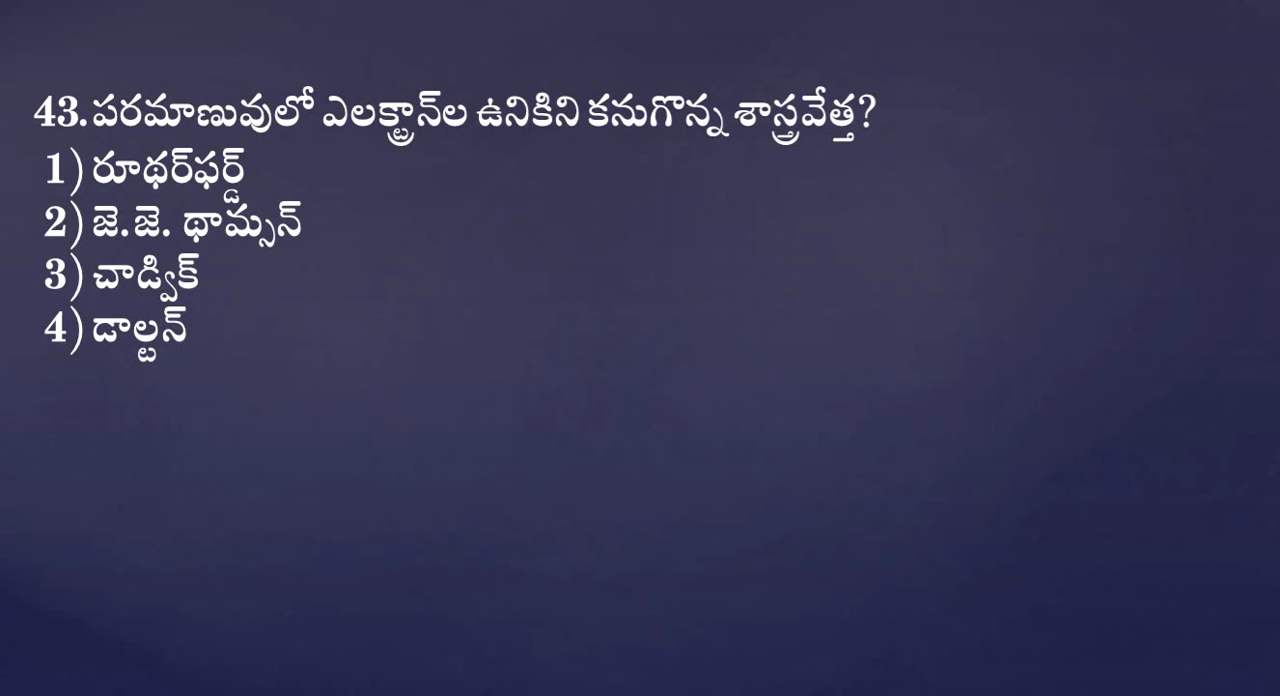 43. పరమాణువులో ఎలక్ట్రాన్‌ల ఉనికిని కనుగొన్న శాస్త్రవేత్త?
1) రూథర్‌ఫర్డ్
2) జె.జె. థామ్సన్
3) చాడ్విక్
4) డాల్టన్